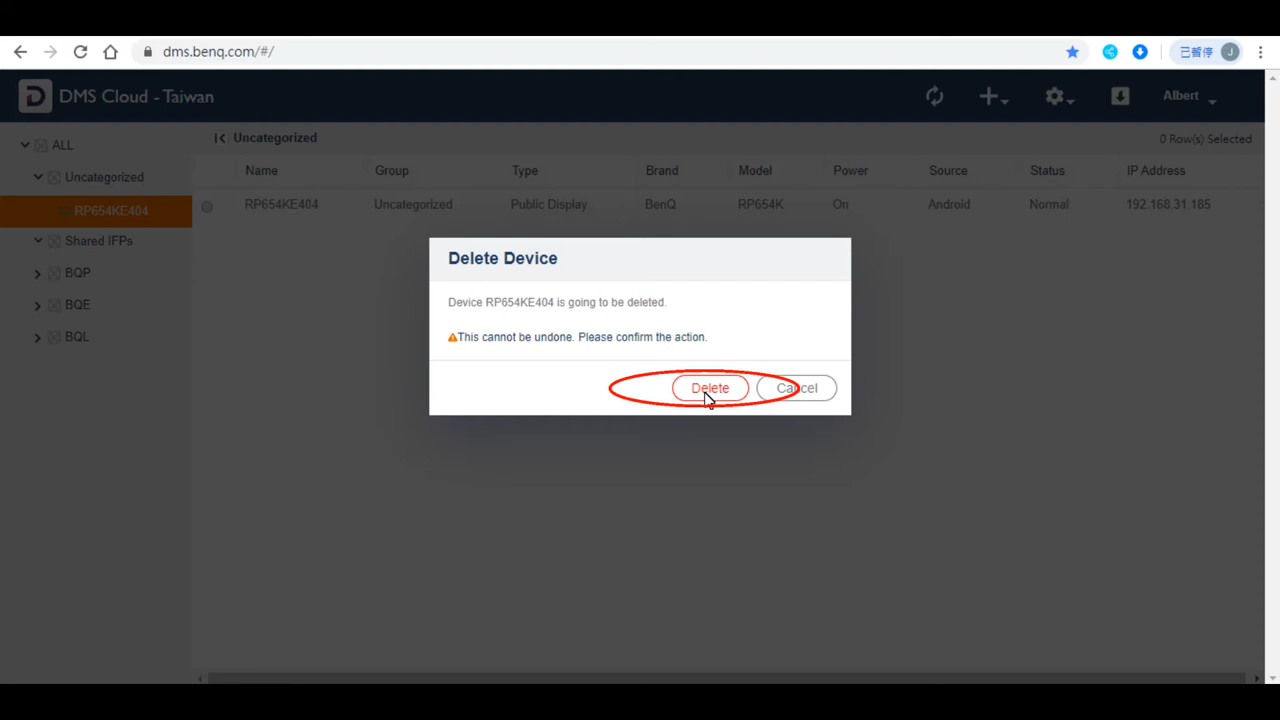 dms.benq.com/#/
已暫停
J
DMS Cloud - Taiwan
Albert
ALL
Uncategorized
0 Row(s) Selected
Name Group Type Brand Model Power Source Status IP Address
Uncategorized
RP654KE404
RP654KE404 Uncategorized Public Display BenQ RP654K On Android Normal 192.168.31.185
Shared IFPs
BQP
BQE
BQL
Delete Device
Device RP654KE404 is going to be deleted.
This cannot be undone. Please confirm the action.
Delete
Cancel